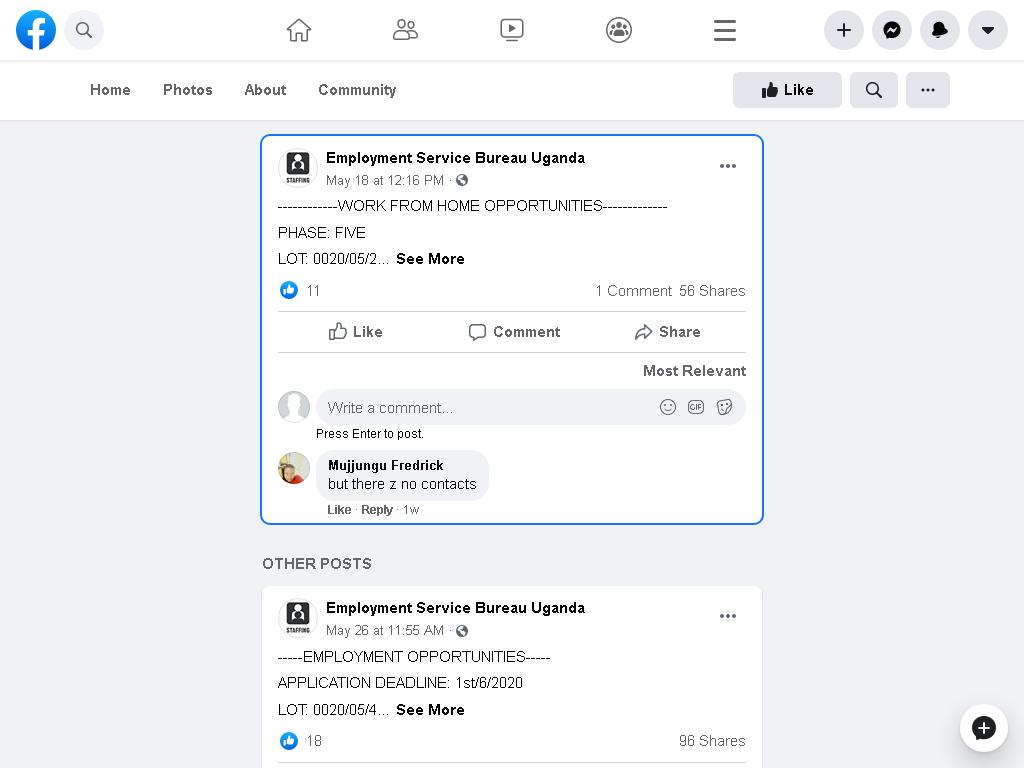 Home Photos About Community Like
Employment Service Bureau Uganda
STAFFING
May 18 at 12:16 PM ·
------------WORK FROM HOME OPPORTUNITIES-------------
PHASE: FIVE
LOT: 0020/05/2... See More
11 1 Comment 56 Shares
Like Comment Share
Most Relevant
Write a comment... GIF
Press Enter to post.
Mujjungu Fredrick
but there z no contacts
Like · Reply · 1w
OTHER POSTS
Employment Service Bureau Uganda
STAFFING
May 26 at 11:55 AM ·
-----EMPLOYMENT OPPORTUNITIES-----
APPLICATION DEADLINE: 1st/6/2020
LOT: 0020/05/4... See More
18 96 Shares